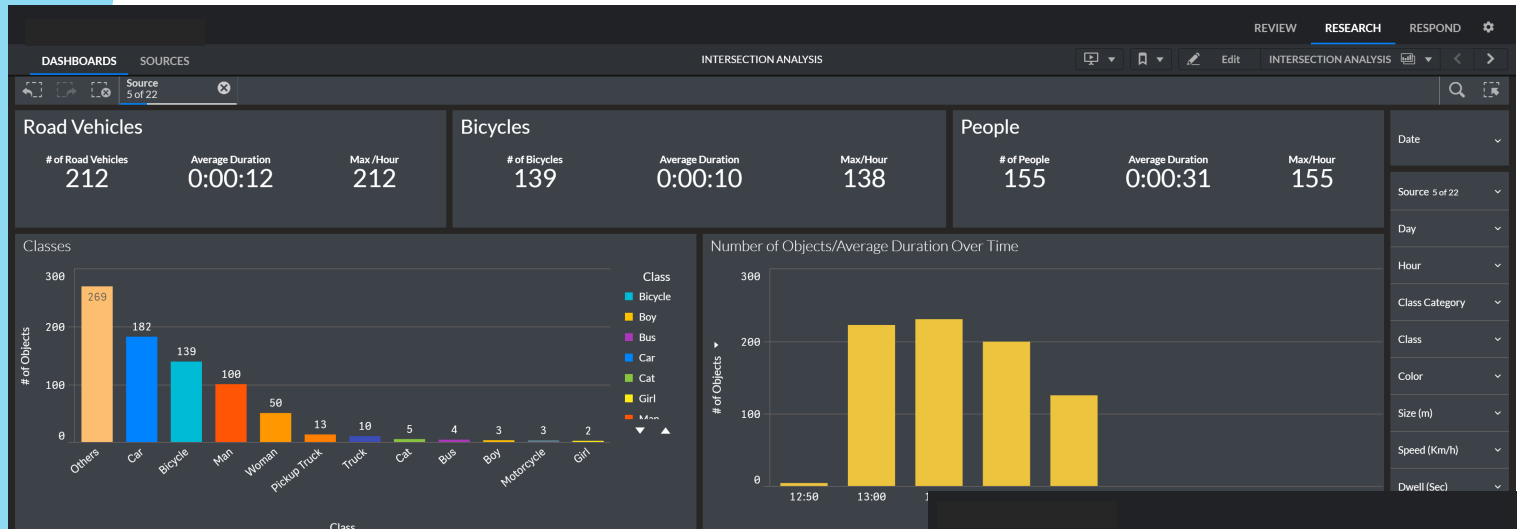 REVIEW RESEARCH RESPOND
DASHBOARDS SOURCES INTERSECTION ANALYSIS Edit INTERSECTION ANALYSIS
Source
5 of 22
Road Vehicles
# of Road Vehicles Average Duration Max /Hour
212 0:00:12 212
Bicycles
# of Bicycles Average Duration Max/Hour
139 0:00:10 138
People
# of People Average Duration Max/Hour
155 0:00:31 155
Classes
# of Objects
300
200
100
0
269
182
139
100
50
13
10
5
4
3
3
2
Others Car Bicycle Man Woman Pickup Truck Truck Cat Bus Boy Motorcycle Girl
Class
Class
Bicycle
Boy
Bus
Car
Cat
Girl
Man
Number of Objects/Average Duration Over Time
# of Objects
300
200
100
0
12:50 13:00
Date
Source 5 of 22
Day
Hour
Class Category
Class
Color
Size (m)
Speed (Km/h)
Dwell (Sec)